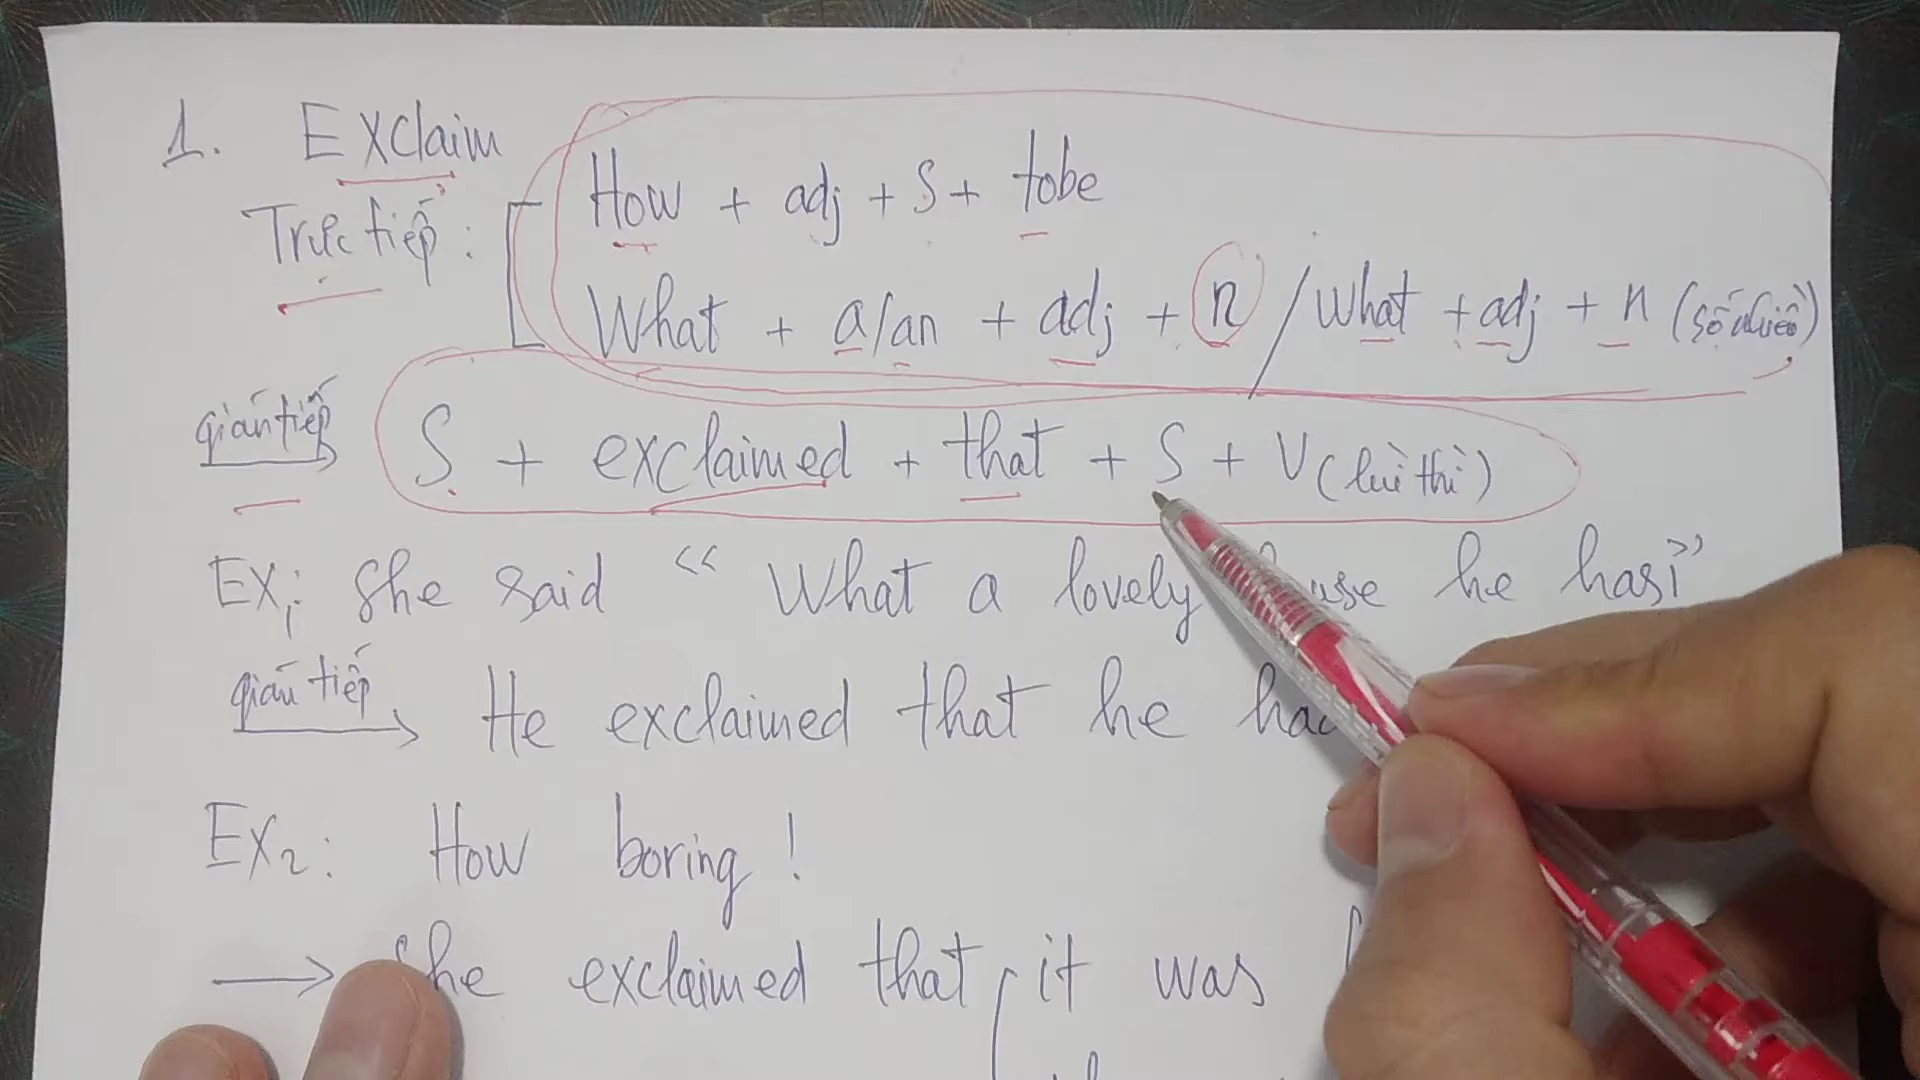 1. Exclaim
Trực tiếp : How + adj + S + tobe
What + a/an + adj + n / What + adj + n (số nhiều)
gián tiếp S + exclaimed + that + S + V (lùi thì)
EX1: She said " What a lovely he has!"
gián tiếp He exclaimed that he
EX2: How boring !
→ She exclaimed that it was